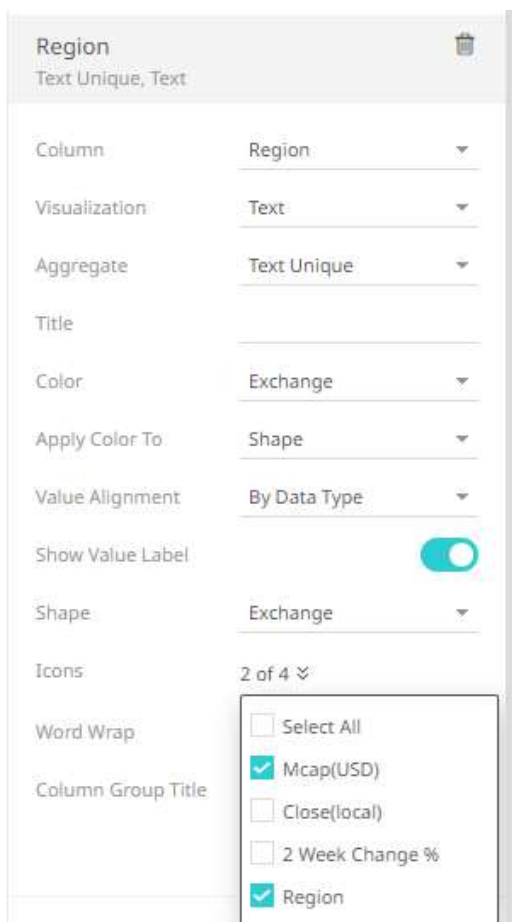 Region
Text Unique, Text
Column Region
Visualization Text
Aggregate Text Unique
Title
Color Exchange
Apply Color To Shape
Value Alignment By Data Type
Show Value Label
Shape Exchange
Icons 2 of 4
Select All
Word Wrap
Mcap(USD)
Column Group Title
Close(local)
2 Week Change %
Region